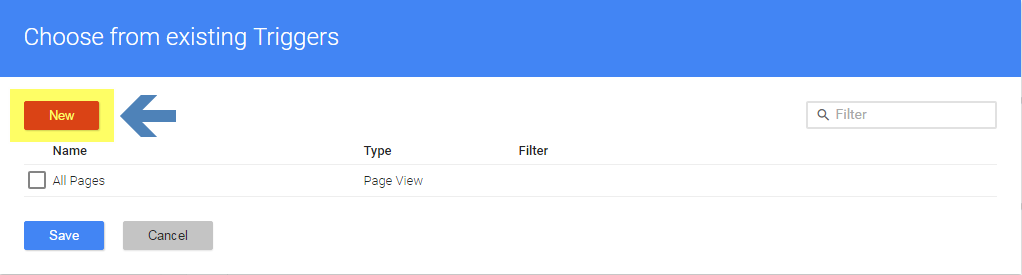 Choose from existing Triggers
New
Filter
Name Type Filter
All Pages Page View
Save Cancel